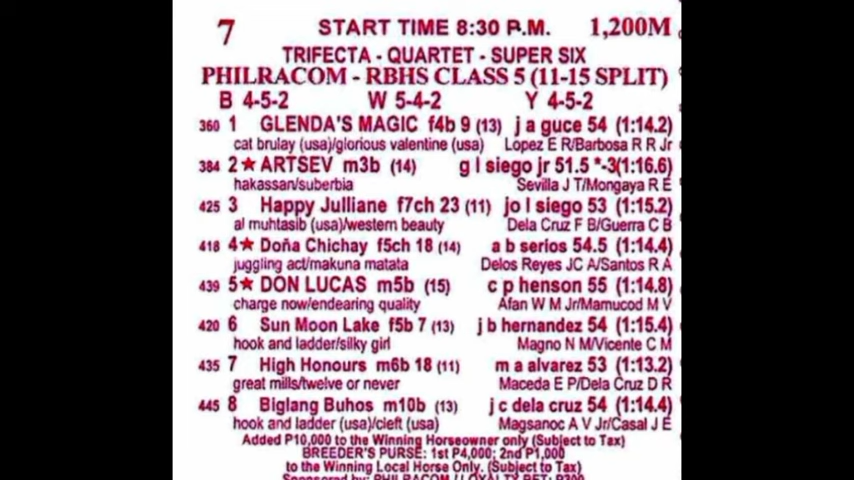 7 START TIME 8:30 P.M. 1,200M
TRIFECTA - QUARTET - SUPER SIX
PHILRACOM - RBHS CLASS 5 (11-15 SPLIT)
B 4-5-2 W 5-4-2 Y 4-5-2
360 1 GLENDA'S MAGIC f4b 9 (13) j a guce 54 (1:14.2)
cat brulay (usa)/glorious valentine (usa) Lopez E R/Barbosa R R Jr
384 2★ ARTSEV m3b (14) g l siego jr 51.5 *-3(1:16.6)
hakassan/suberbia Sevilla J T/Mongaya R E
425 3 Happy Julliane f7ch 23 (11) jo l siego 53 (1:15.2)
al muhtasib (usa)/western beauty Dela Cruz F B/Guerra C B
418 4★ Doña Chichay f5ch 18 (14) a b serios 54.5 (1:14.4)
juggling act/makuna matata Delos Reyes JC A/Santos R A
439 5★ DON LUCAS m5b (15) c p henson 55 (1:14.8)
charge now/endearing quality Afan W M Jr/Mamucod M V
420 6 Sun Moon Lake f5b 7 (13) j b hernandez 54 (1:15.4)
hook and ladder/silky girl Magno N M/Vicente C M
435 7 High Honours m6b 18 (11) m a alvarez 53 (1:13.2)
great mills/twelve or never Maceda E P/Dela Cruz D R
445 8 Biglang Buhos m10b (13) j c dela cruz 54 (1:14.4)
hook and ladder (usa)/cleft (usa) Magsanoc A V Jr/Casal J E
Added P10,000 to the Winning Horseowner only (Subject to Tax)
BREEDER'S PURSE: 1st P4,000; 2nd P1,000
to the Winning Local Horse Only. (Subject to Tax)
Sponsored by: PHILRACOM // LOYALTY BET: P300